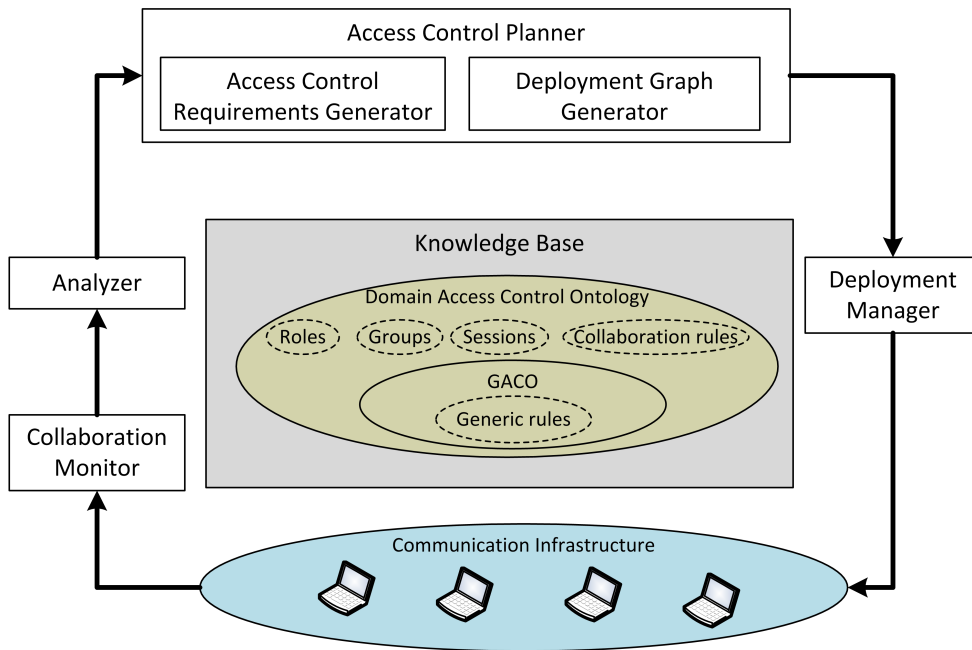 Access Control Planner
Access Control
Requirements Generator
Deployment Graph
Generator
Knowledge Base
Analyzer
Domain Access Control Ontology
Deployment
Manager
Roles
Groups
Sessions
Collaboration rules
GACO
Generic rules
Collaboration
Monitor
Communication Infrastructure